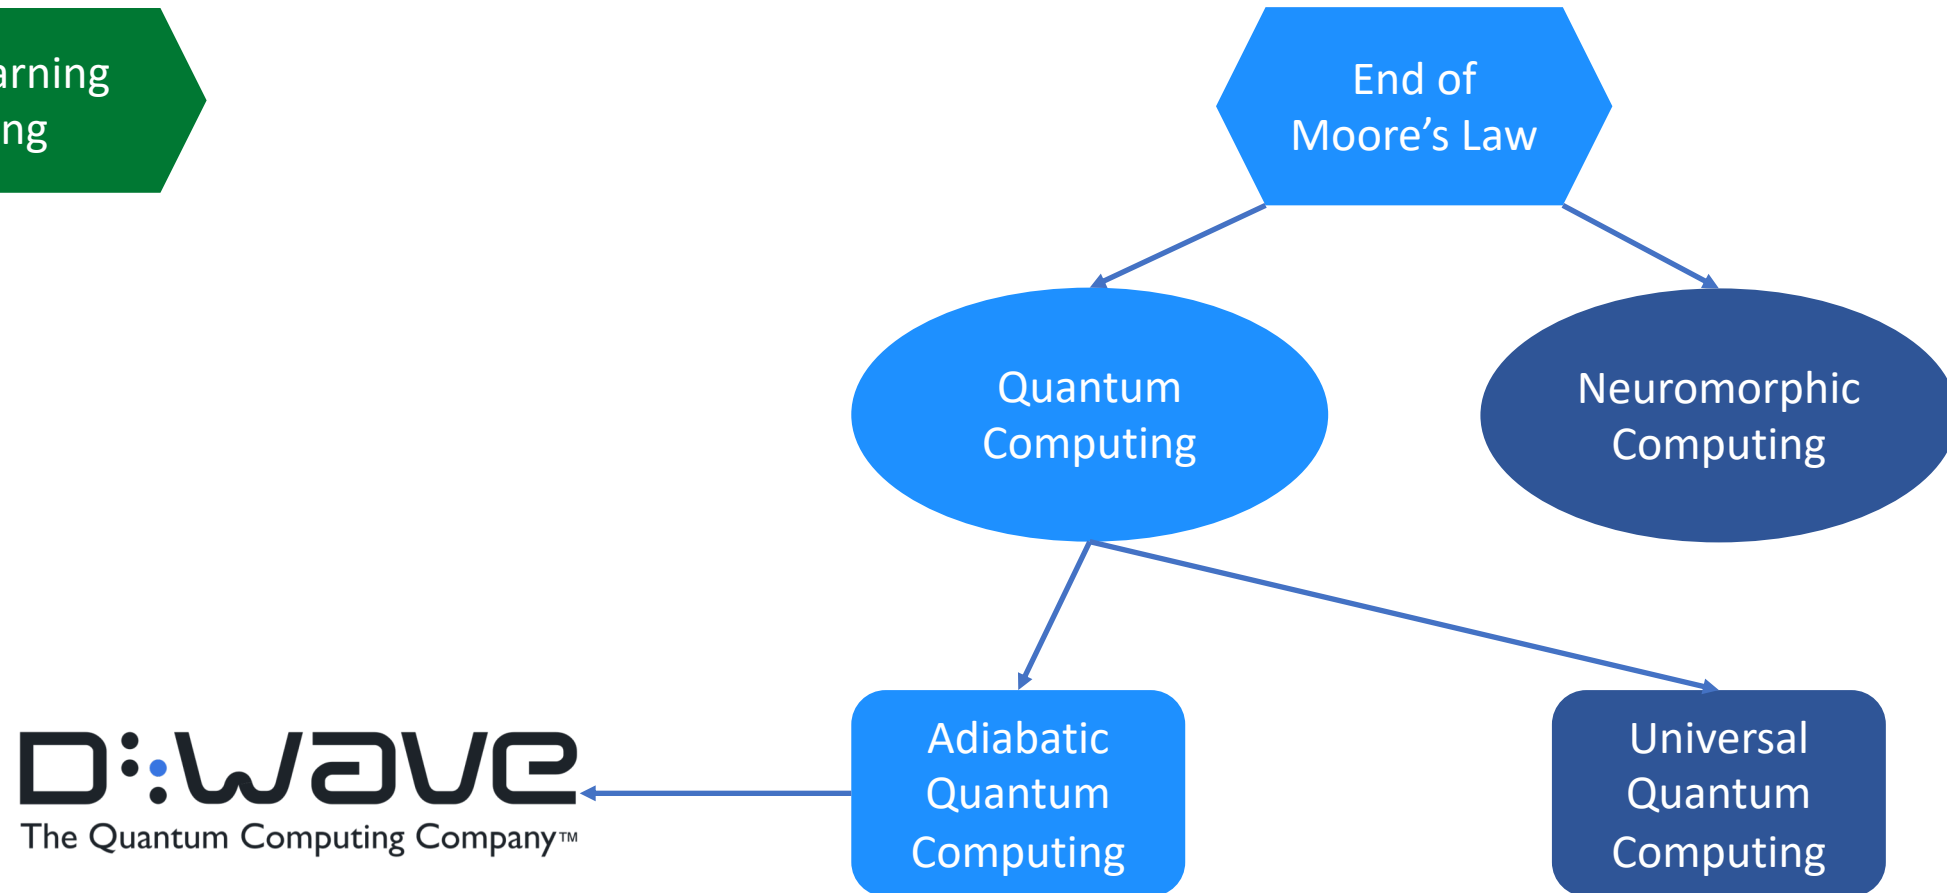 arning
ng
End of
Moore's Law
Quantum
Computing
Neuromorphic
Computing
Adiabatic
Quantum
Computing
Universal
Quantum
Computing
D:wave
The Quantum Computing Company™